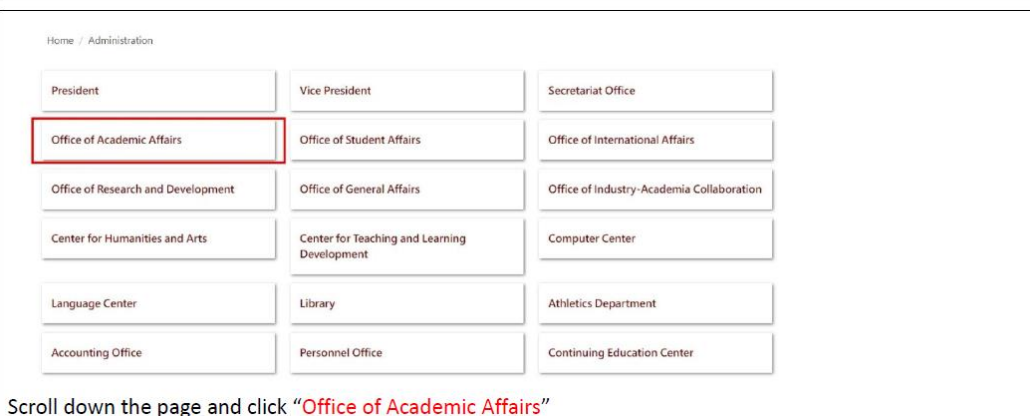 Home / Administration
President
Vice President
Secretariat Office
Office of Academic Affairs
Office of Student Affairs
Office of International Affairs
Office of Research and Development
Office of General Affairs
Office of Industry-Academia Collaboration
Center for Humanities and Arts
Center for Teaching and Learning
Development
Computer Center
Language Center
Library
Athletics Department
Accounting Office
Personnel Office
Continuing Education Center
Scroll down the page and click “Office of Academic Affairs”